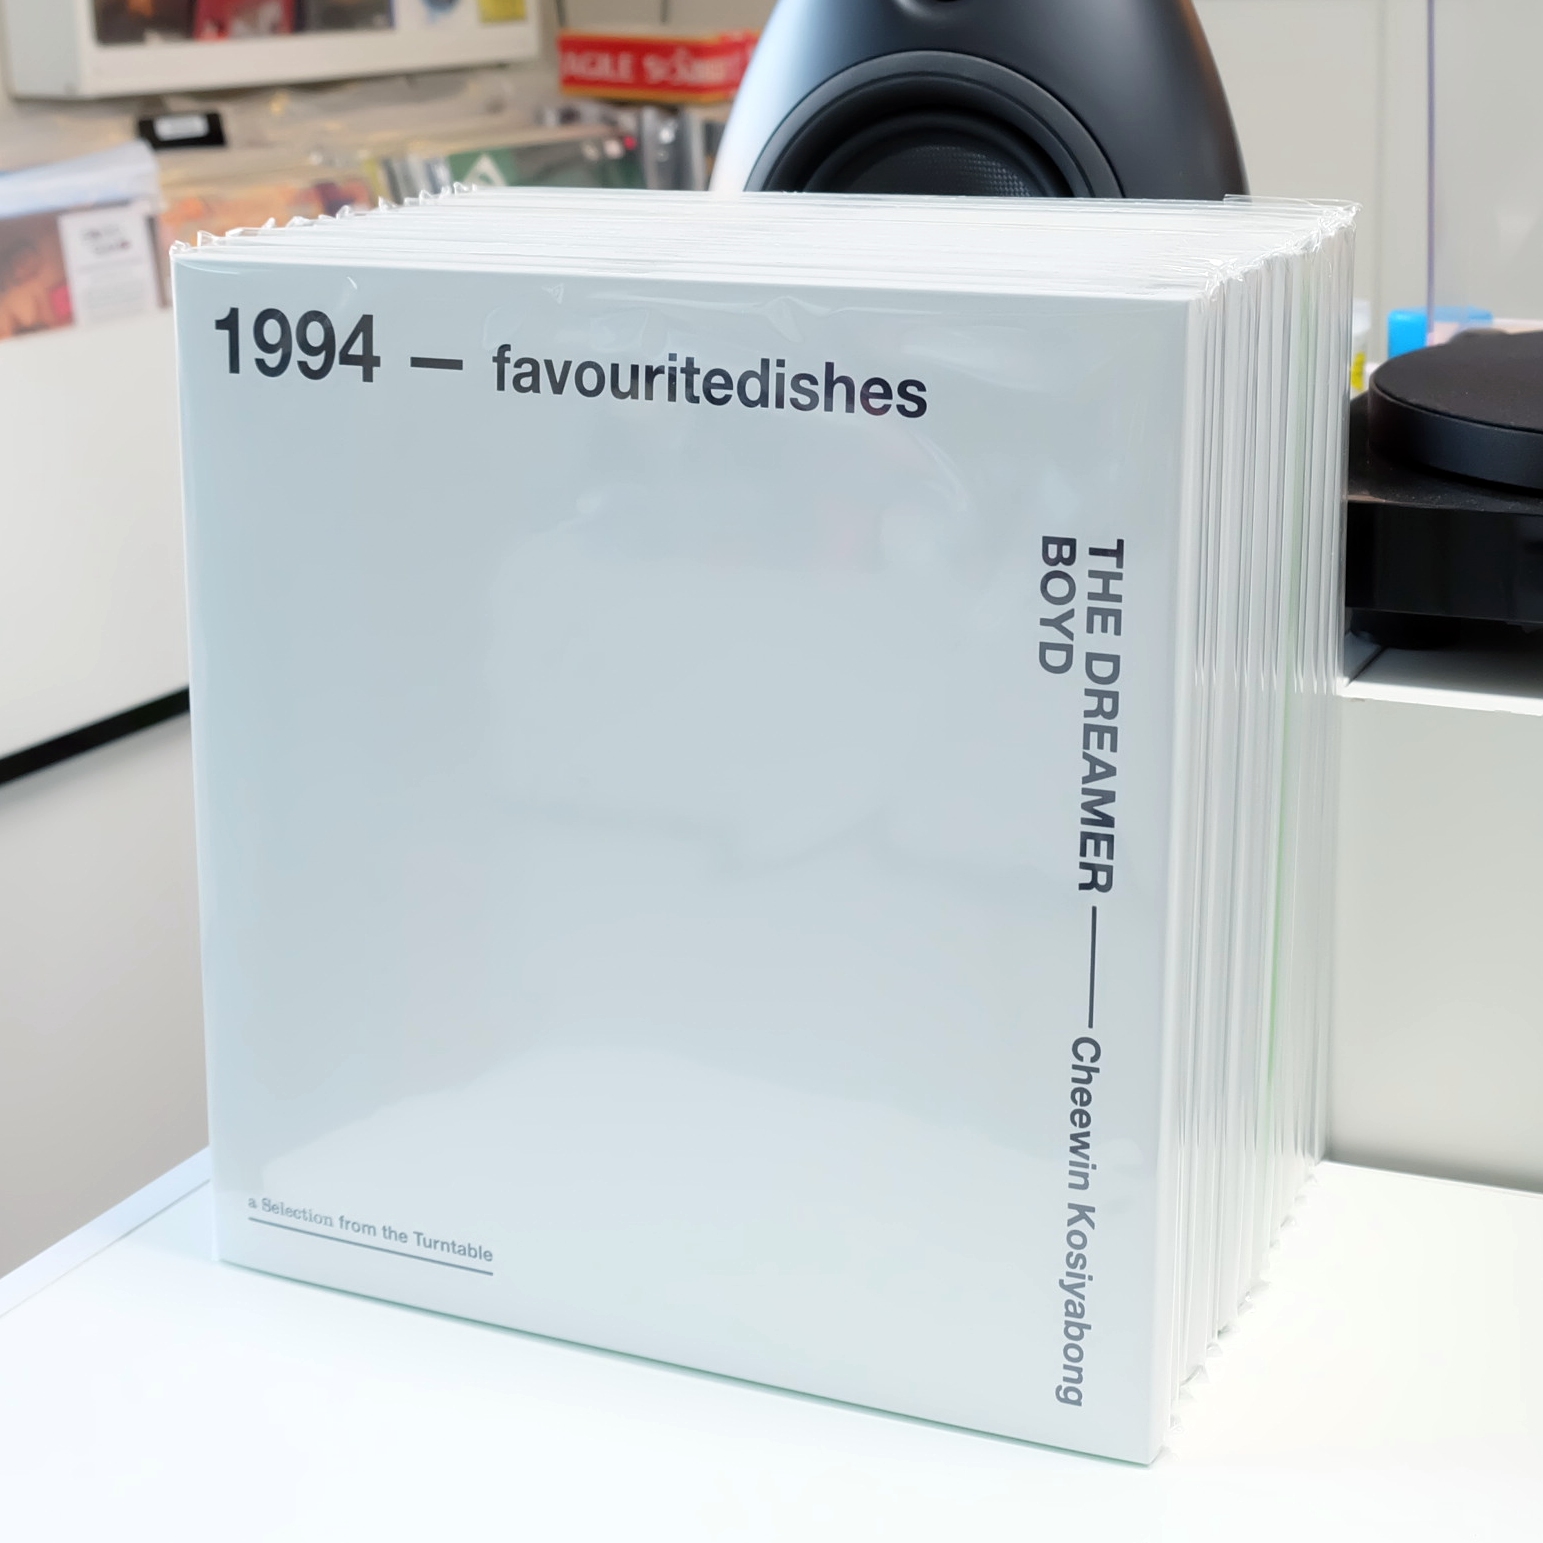 1994 — favouritedishes
THE DREAMER — Cheewin Kosiyabong
BOYD
a Selection from the Turntable